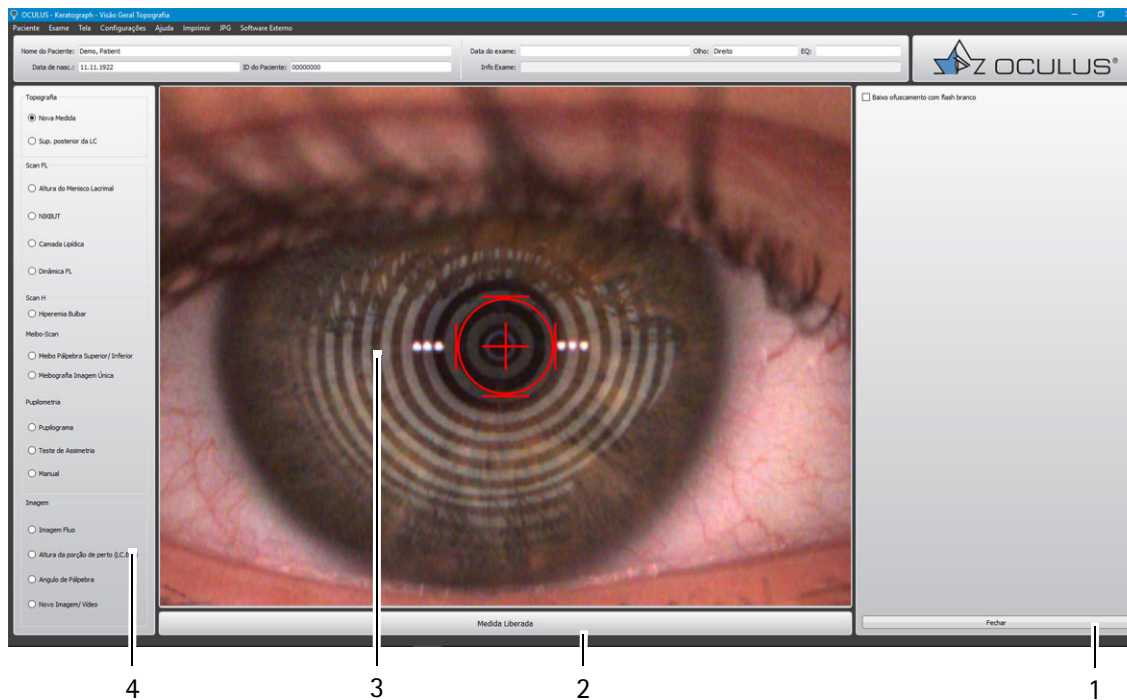 OCULUS - Keratograph - Visão Geral Topografia
Paciente Exame Tela Configurações Ajuda Imprimir JPG Software Externo
Nome do Paciente: Demo, Patient
Data de nasc.: 11.11.1922 ID do Paciente: 00000000
Data do exame: Olho: Direito EQ:
Info Exame:
OCULUS®
Topografia
Nova Medida
Sup. posterior da LC
Scan FL
Altura do Menisco Lacrimal
NIKBUT
Camada Lipídica
Dinâmica FL
Scan H
Hiperemia Bulbar
Meibo-Scan
Meibo Pálpebra Superior/ Inferior
Meibografia Imagem Única
Pupilometria
Pupilograma
Teste de Assimetria
Manual
Imagem
Imagem Fluo
Altura da porção de perto (LC.
Angulo de Pálpebra
Novo Imagem/ Vídeo
Baixo ofuscamento com flash branco
Medida Liberada
Fechar
4 3 2 1